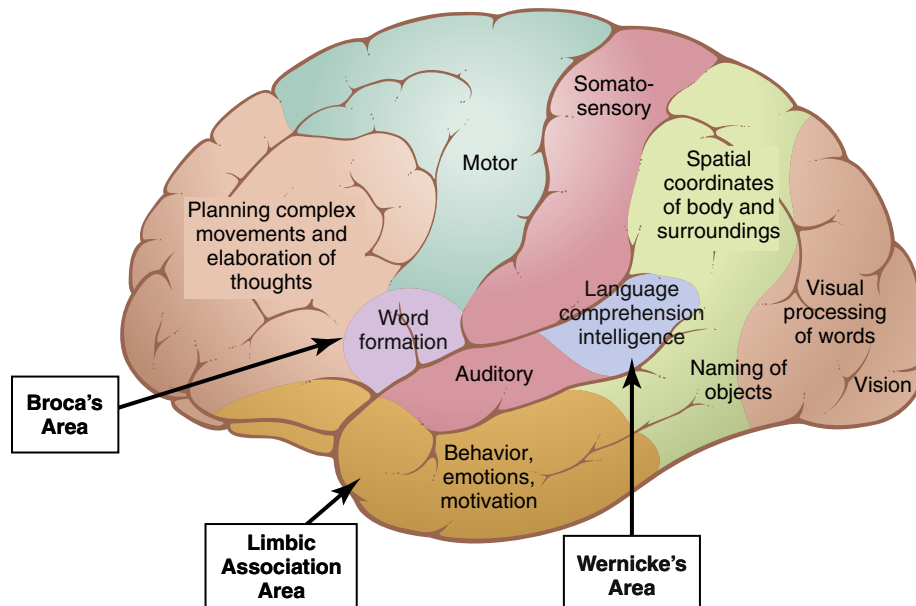 Somato-
sensory
Motor
Spatial
coordinates
of body and
surroundings
Planning complex
movements and
elaboration of
thoughts
Word
formation
Language
comprehension
intelligence
Visual
processing
of words
Auditory
Naming of
objects
Vision
Broca's
Area
Behavior,
emotions,
motivation
Limbic
Association
Area
Wernicke's
Area